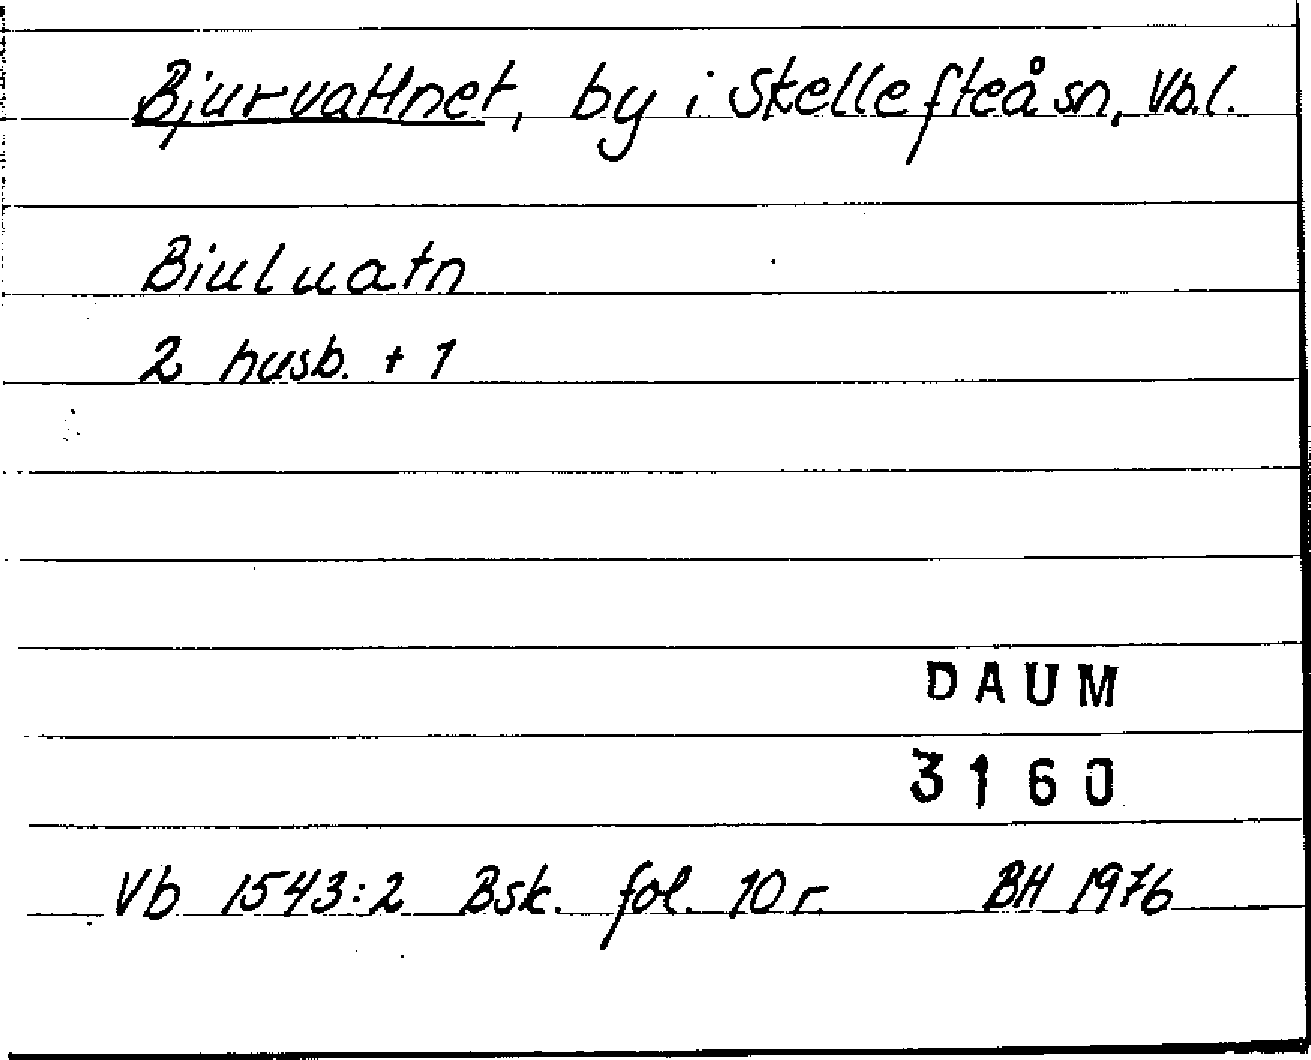 Bjurvattnet, by i Skellefteå sn, Vb.l.
Biuluatn
2 husb. + 1
DAUM
3160
Vb 1543:2 Bsk. fol. 10 r. BH 1976